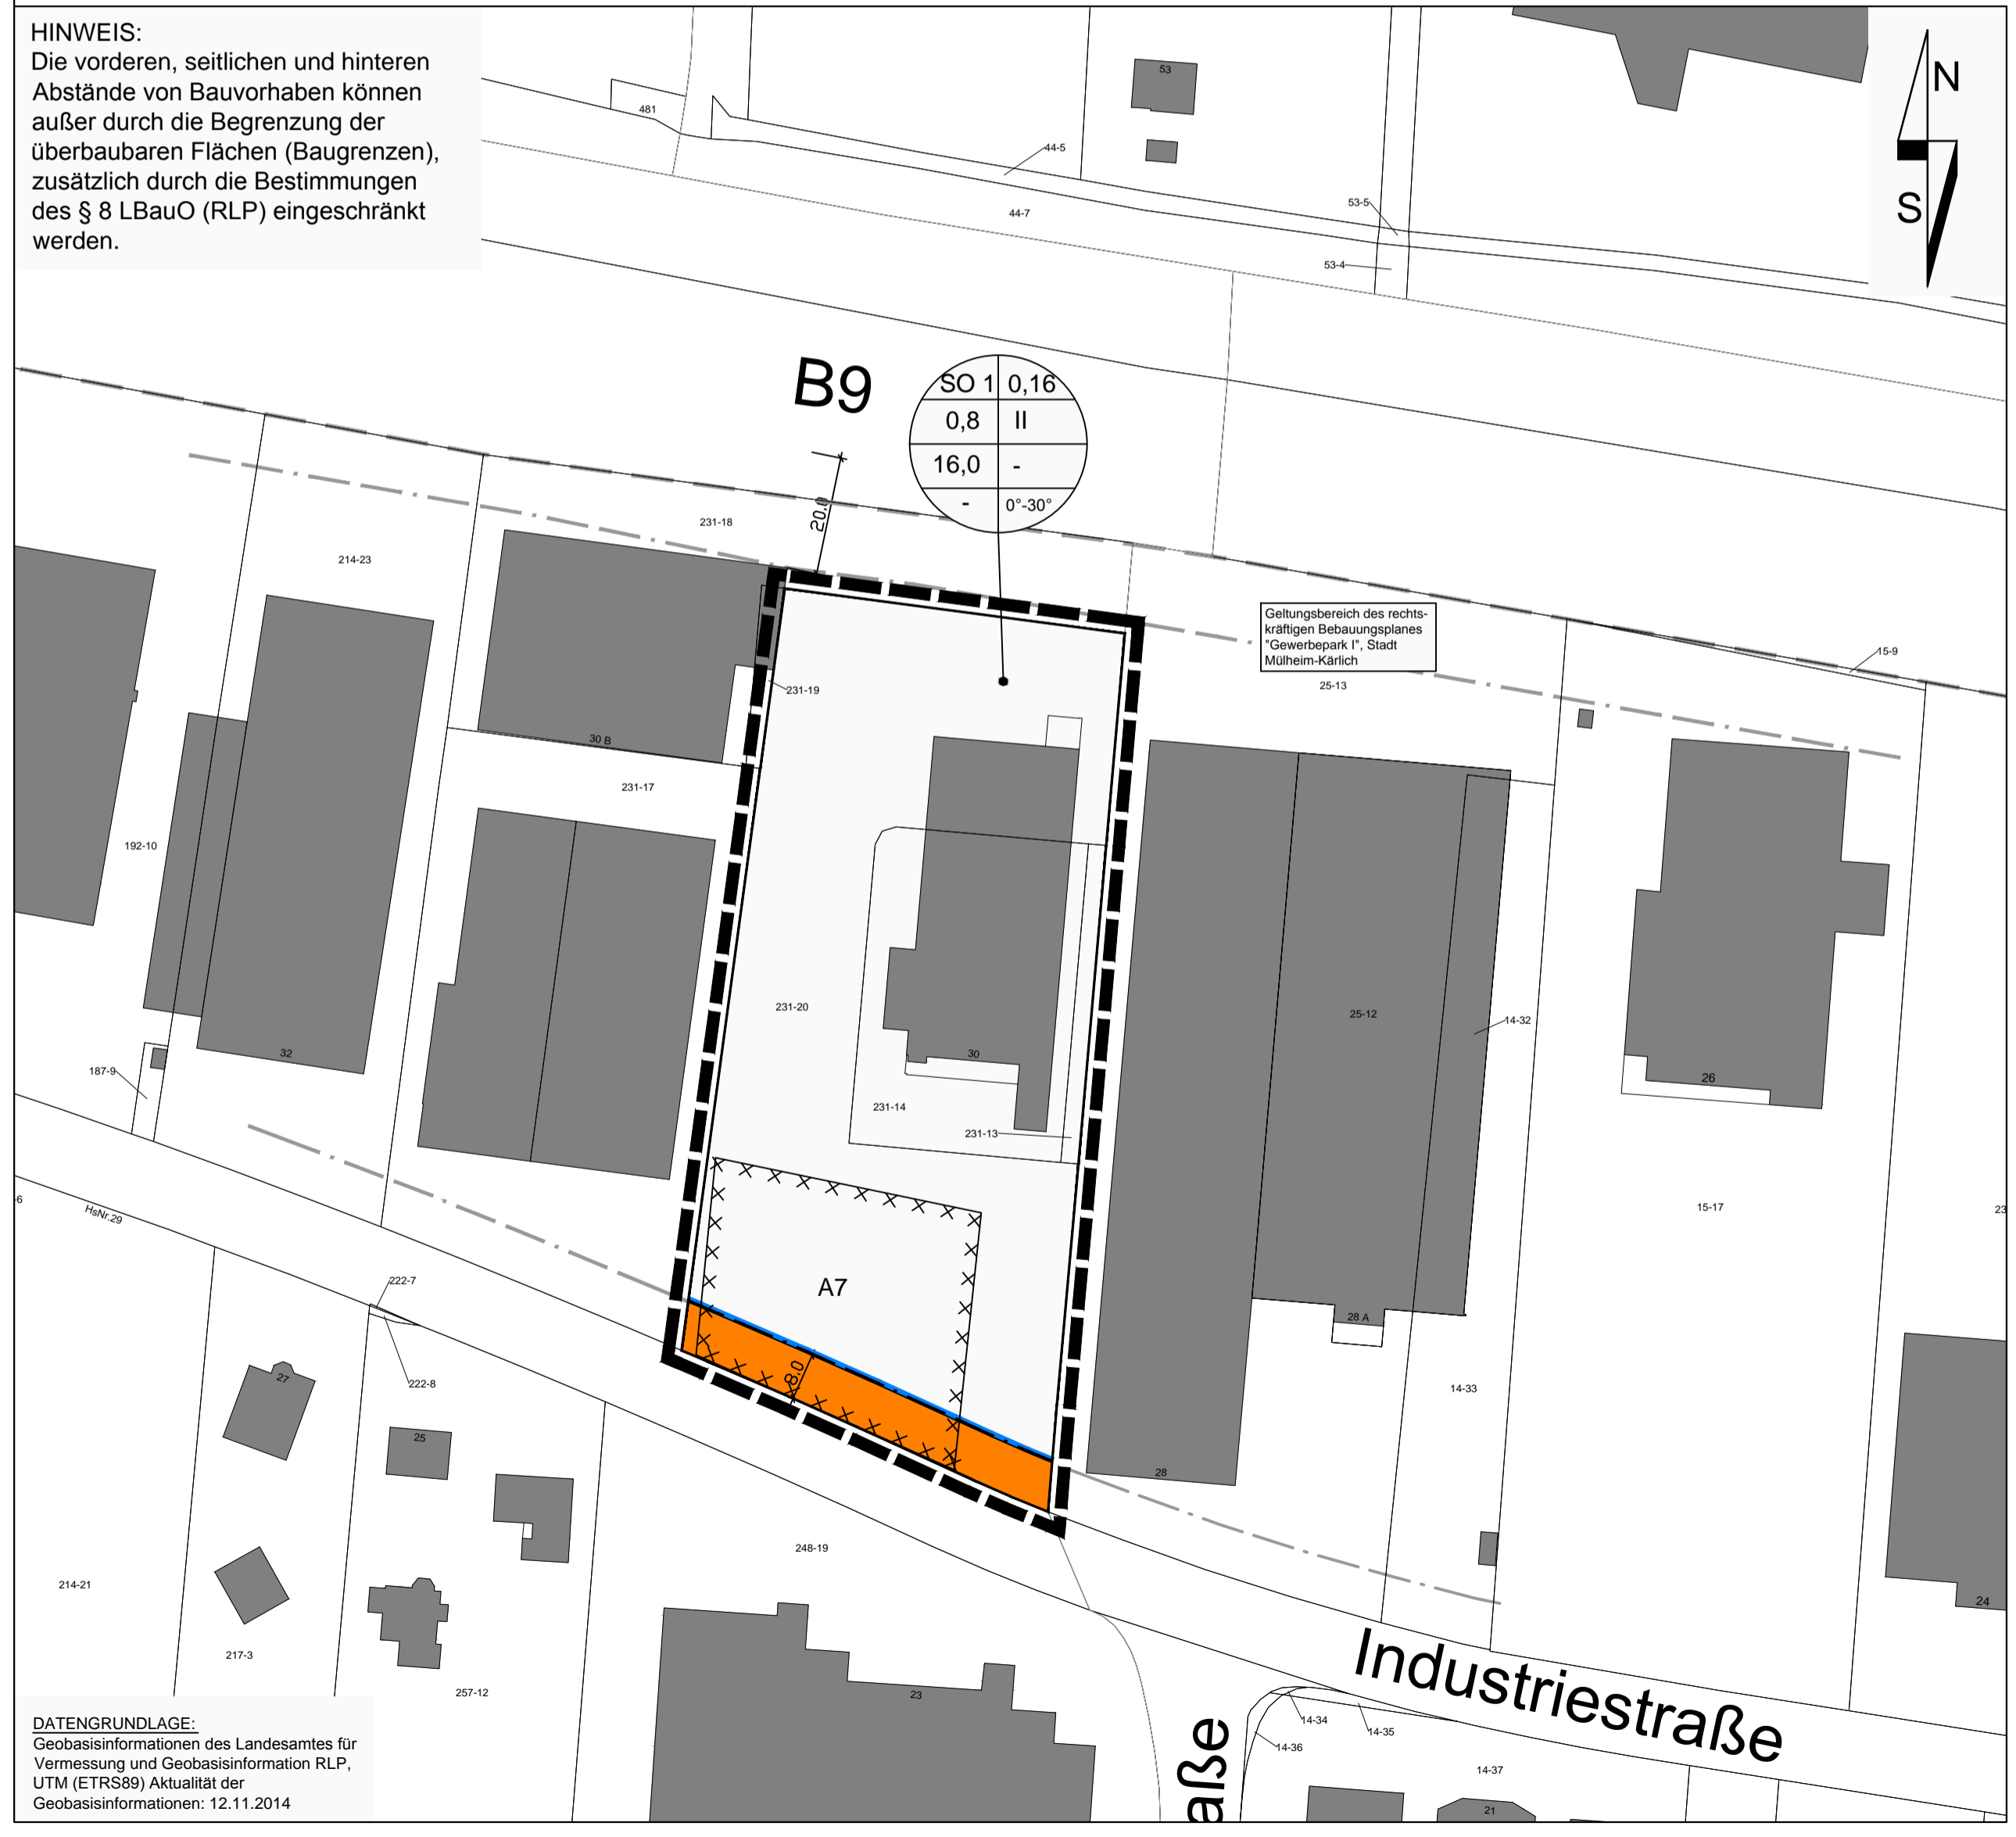 HINWEIS:
Die vorderen, seitlichen und hinteren
Abstände von Bauvorhaben können
außer durch die Begrenzung der
überbaubaren Flächen (Baugrenzen),
zusätzlich durch die Bestimmungen
des § 8 LBauO (RLP) eingeschränkt
werden.
N
S
53
481
44-5
44-7
53-5
53-4
B9
SO 1 0,16
0,8 II
16,0 -
- 0°-30°
20,0
231-18
214-23
Geltungsbereich des rechts-
kräftigen Bebauungsplanes
"Gewerbepark I", Stadt
Mülheim-Kärlich
15-9
25-13
231-19
30 B
231-17
192-10
231-20
25-12
14-32
32
30
187-9
26
231-14
231-13
HsNr.29
15-17
23
6
222-7
A7
28 A
8,0
222-8
27
14-33
25
28
248-19
214-21
24
217-3
257-12
23
Industriestraße
aße
14-34
14-35
14-36
14-37
21
DATENGRUNDLAGE:
Geobasisinformationen des Landesamtes für
Vermessung und Geobasisinformation RLP,
UTM (ETRS89) Aktualität der
Geobasisinformationen: 12.11.2014